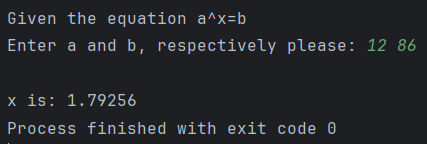 Given the equation a^x=b
Enter a and b, respectively please: 12 86
x is: 1.79256
Process finished with exit code 0